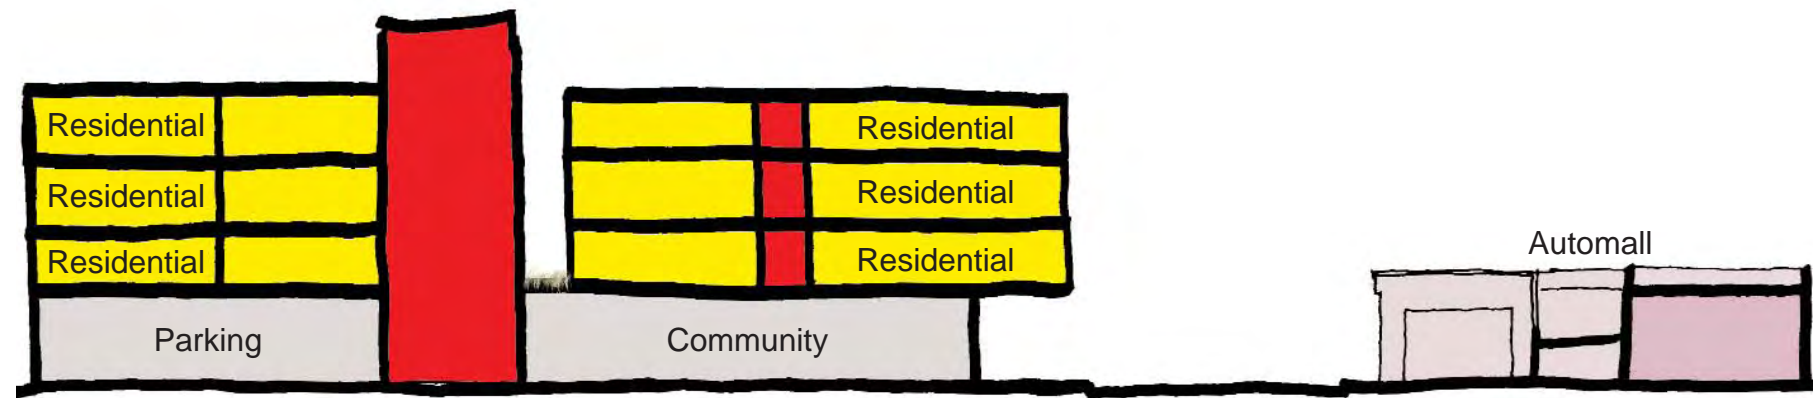 Residential
Residential
Residential
Residential
Residential
Residential
Automall
Parking
Community